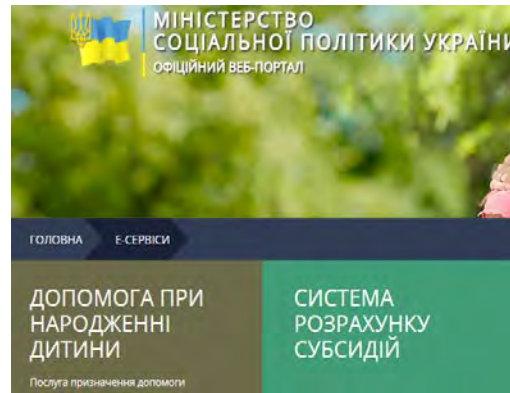 МІНІСТЕРСТВО
СОЦІАЛЬНОЇ ПОЛІТИКИ УКРАЇНИ
ОФІЦІЙНИЙ ВЕБ-ПОРТАЛ
ГОЛОВНА
Е-СЕРВІСИ
ДОПОМОГА ПРИ
НАРОДЖЕННІ
ДИТИНИ
Послуга призначення допомоги
СИСТЕМА
РОЗРАХУНКУ
СУБСИДІЙ